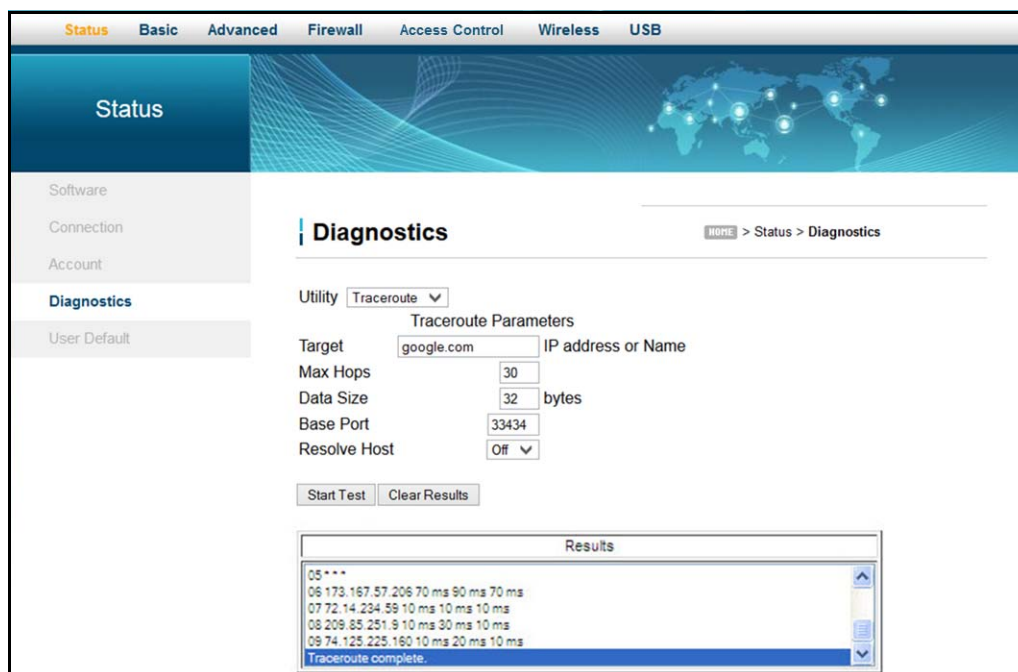 Status Basic Advanced Firewall Access Control Wireless USB
Status
Software
Connection
Account
Diagnostics
User Default
Diagnostics
HOME > Status > Diagnostics
Utility Traceroute
Traceroute Parameters
Target google.com IP address or Name
Max Hops 30
Data Size 32 bytes
Base Port 33434
Resolve Host Off
Start Test Clear Results
Results
05 * * *
06 173.167.57.206 70 ms 90 ms 70 ms
07 72.14.234.59 10 ms 10 ms 10 ms
08 209.85.251.9 10 ms 30 ms 10 ms
09 74.125.225.160 10 ms 20 ms 10 ms
Traceroute complete.